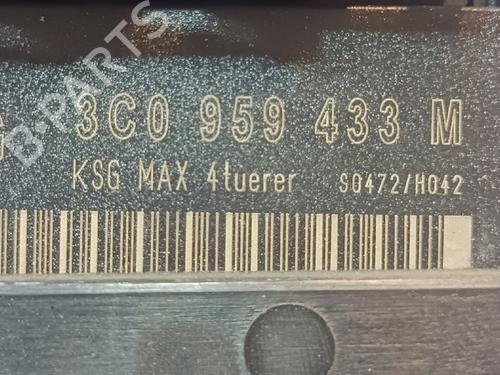 3C0 959 433 M
KSG MAX 4tuerer S0472/H042
B-PARTS